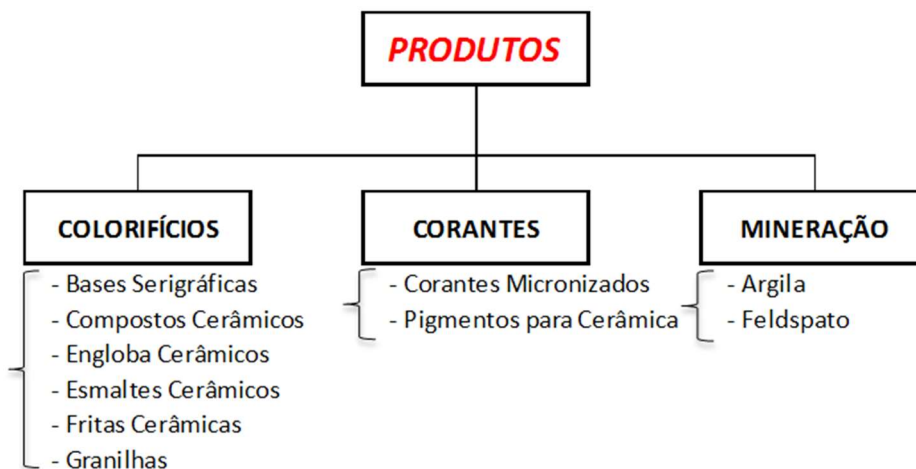 PRODUTOS
COLORIFÍCIOS
- Bases Serigráficas
- Compostos Cerâmicos
- Engloba Cerâmicos
- Esmaltes Cerâmicos
- Fritas Cerâmicas
- Granilhas
CORANTES
- Corantes Micronizados
- Pigmentos para Cerâmica
MINERAÇÃO
- Argila
- Feldspato